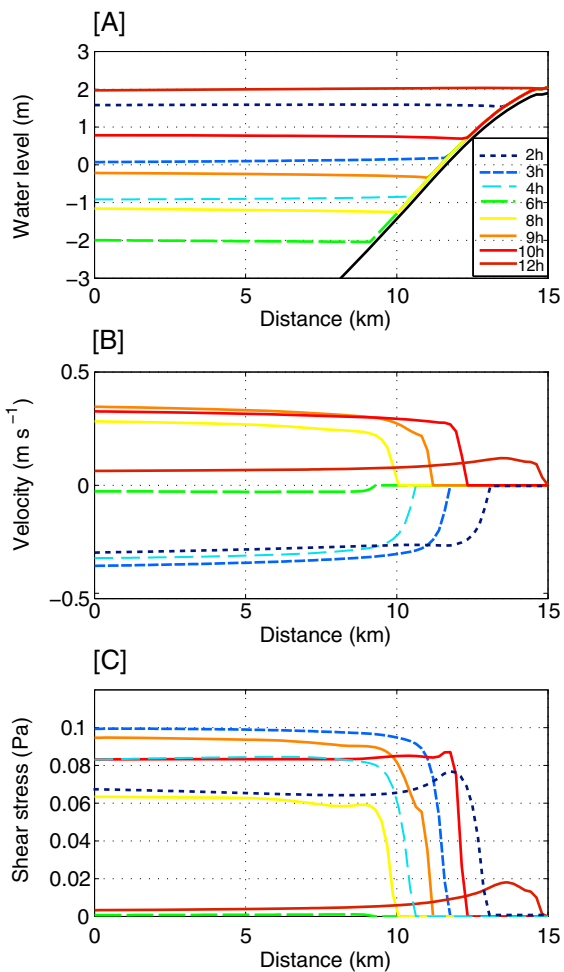 [A]
Water level (m)
3
2
1
0
−1
−2
−3
0
5
10
15
Distance (km)
2h
3h
4h
6h
8h
9h
10h
12h
[B]
Velocity (m s⁻¹)
0.5
0
−0.5
0
5
10
15
Distance (km)
[C]
Shear stress (Pa)
0.1
0.08
0.06
0.04
0.02
0
0
5
10
15
Distance (km)